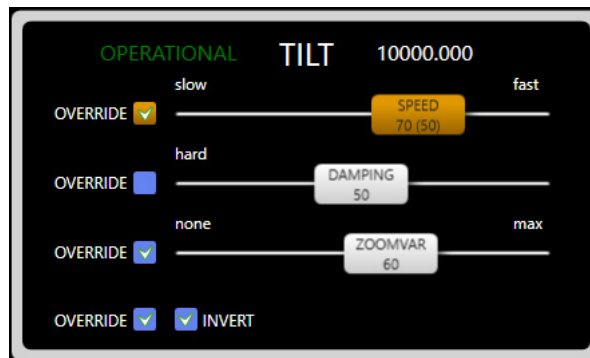 OPERATIONAL TILT 10000.000
slow fast
OVERRIDE SPEED
70 (50)
hard
OVERRIDE DAMPING
50
none max
OVERRIDE ZOOMVAR
60
OVERRIDE INVERT